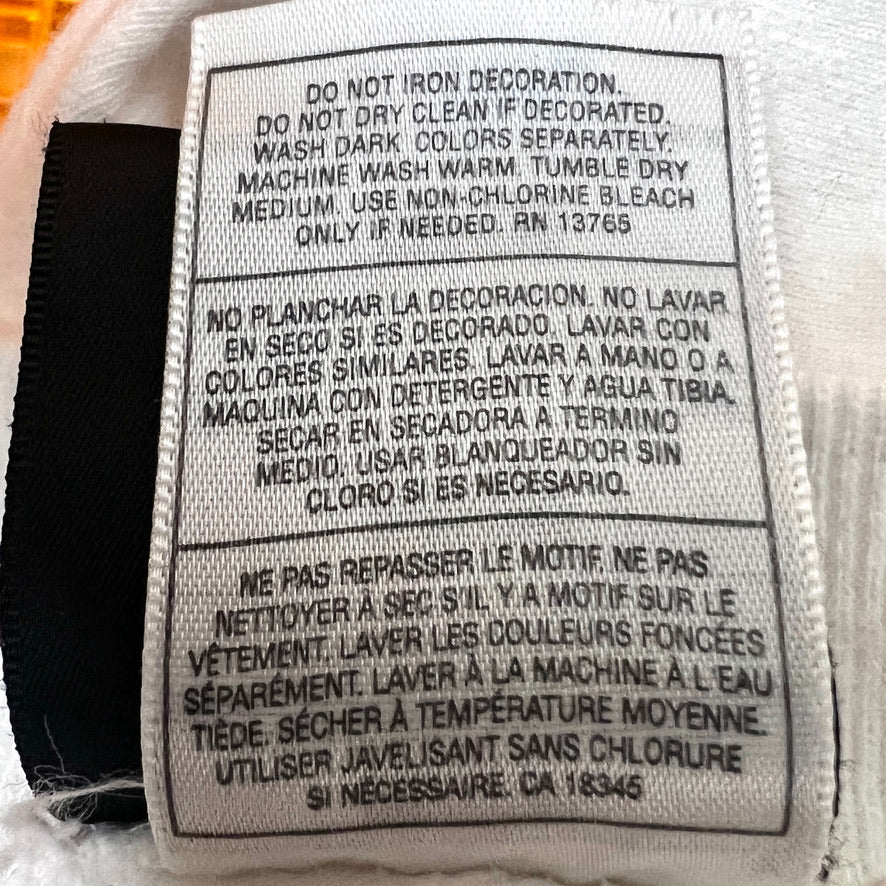 DO NOT IRON DECORATION.
DO NOT DRY CLEAN IF DECORATED.
WASH DARK COLORS SEPARATELY.
MACHINE WASH WARM. TUMBLE DRY
MEDIUM. USE NON-CHLORINE BLEACH
ONLY IF NEEDED. RN 13765
NO PLANCHAR LA DECORACION. NO LAVAR
EN SECO SI ES DECORADO. LAVAR CON
COLORES SIMILARES. LAVAR A MANO O A
MAQUINA CON DETERGENTE Y AGUA TIBIA.
SECAR EN SECADORA A TERMINO
MEDIO. USAR BLANQUEADOR SIN
CLORO SI ES NECESARIO.
NE PAS REPASSER LE MOTIF. NE PAS
NETTOYER À SEC S'IL Y A MOTIF SUR LE
VÊTEMENT. LAVER LES COULEURS FONCÉES
SÉPARÉMENT. LAVER À LA MACHINE À L'EAU
TIÈDE. SÉCHER À TEMPÉRATURE MOYENNE.
UTILISER JAVELISANT SANS CHLORURE
SI NÉCESSAIRE. CA 18345